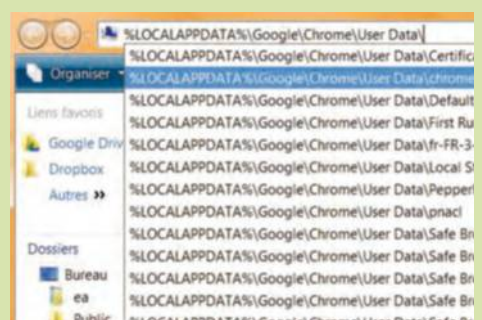 %LOCALAPPDATA%\Google\Chrome\User Data\
%LOCALAPPDATA%\Google\Chrome\User Data\Certific
Organiser
%LOCALAPPDATA%\Google\Chrome\User Data\chrome
%LOCALAPPDATA%\Google\Chrome\User Data\Default
Liens favoris
%LOCALAPPDATA%\Google\Chrome\User Data\First Ru
Google Driv
%LOCALAPPDATA%\Google\Chrome\User Data\fr-FR-3-
Dropbox
%LOCALAPPDATA%\Google\Chrome\User Data\Local St
Autres »
%LOCALAPPDATA%\Google\Chrome\User Data\Pepper
%LOCALAPPDATA%\Google\Chrome\User Data\pnacl
Dossiers
%LOCALAPPDATA%\Google\Chrome\User Data\Safe Br
Bureau
%LOCALAPPDATA%\Google\Chrome\User Data\Safe Br
ea
%LOCALAPPDATA%\Google\Chrome\User Data\Safe Br
Public
%LOCALAPPDATA%\Google\Chrome\User Data\Safe Br